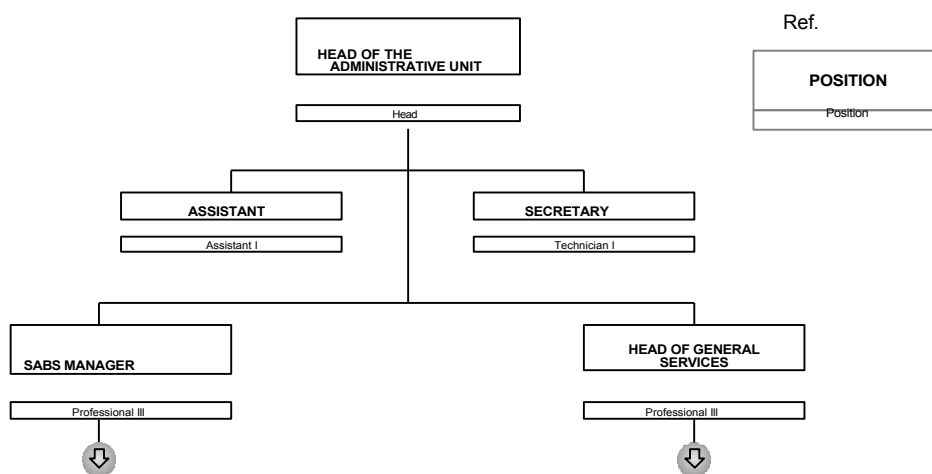 Ref.
HEAD OF THE
ADMINISTRATIVE UNIT
POSITION
Head
Position
ASSISTANT
SECRETARY
Assistant I
Technician I
SABS MANAGER
HEAD OF GENERAL
SERVICES
Professional III
Professional III